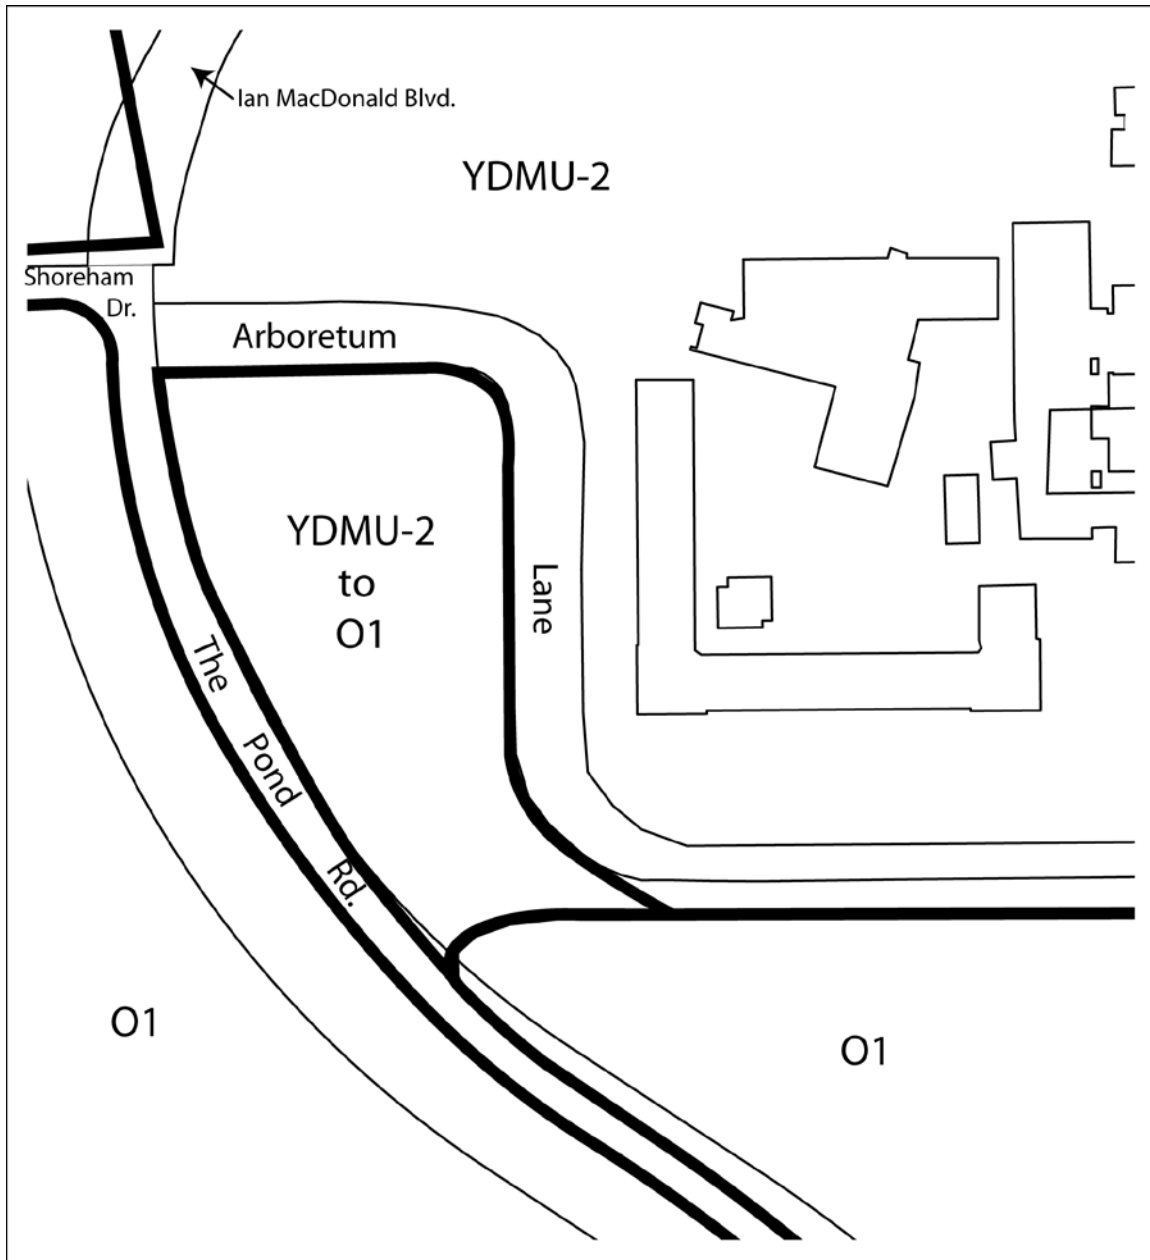 Ian MacDonald Blvd.
YDMU-2
Shoreham
Dr.
Arboretum
YDMU-2
to
O1
Lane
The
Pond
Rd.
O1
O1